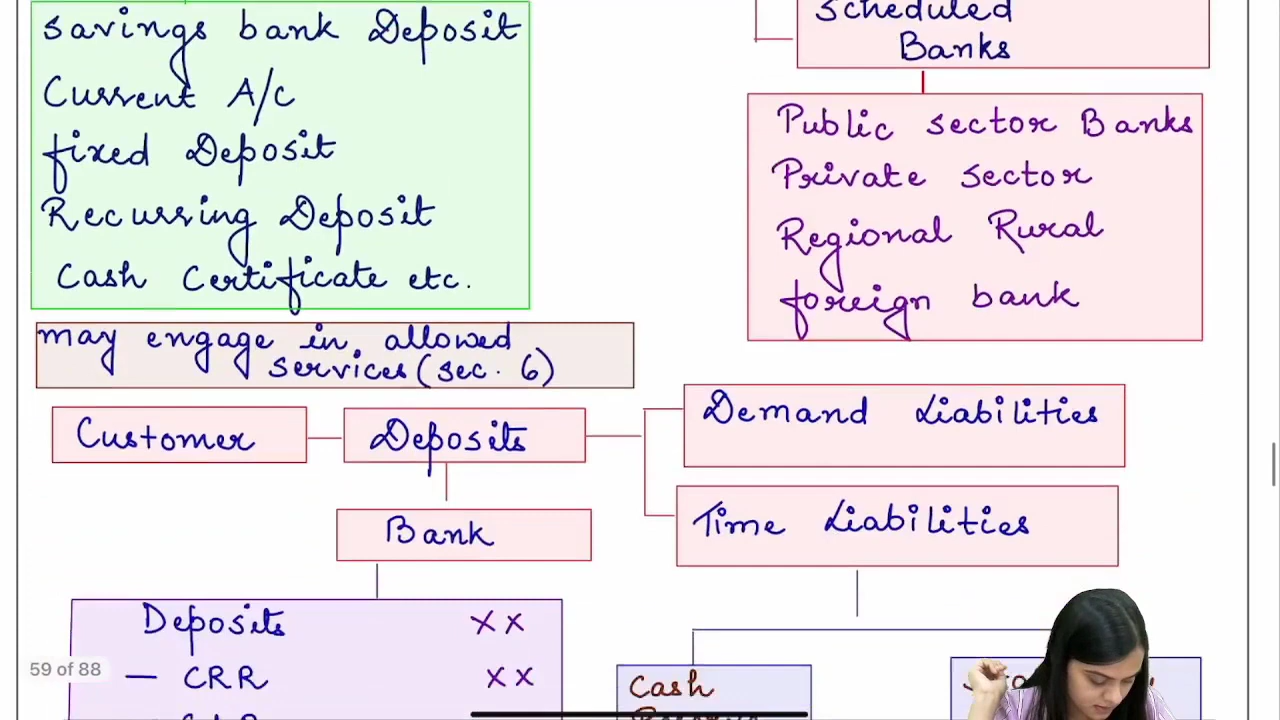 savings bank Deposit
Current A/c
fixed Deposit
Recurring Deposit
Cash Certificate etc.
may engage in allowed
services (sec. 6)
Scheduled
Banks
Public sector Banks
Private sector
Regional Rural
foreign bank
Customer
Deposits
Demand Liabilities
Time Liabilities
Bank
Deposits XX
— CRR XX
Cash
59 of 88